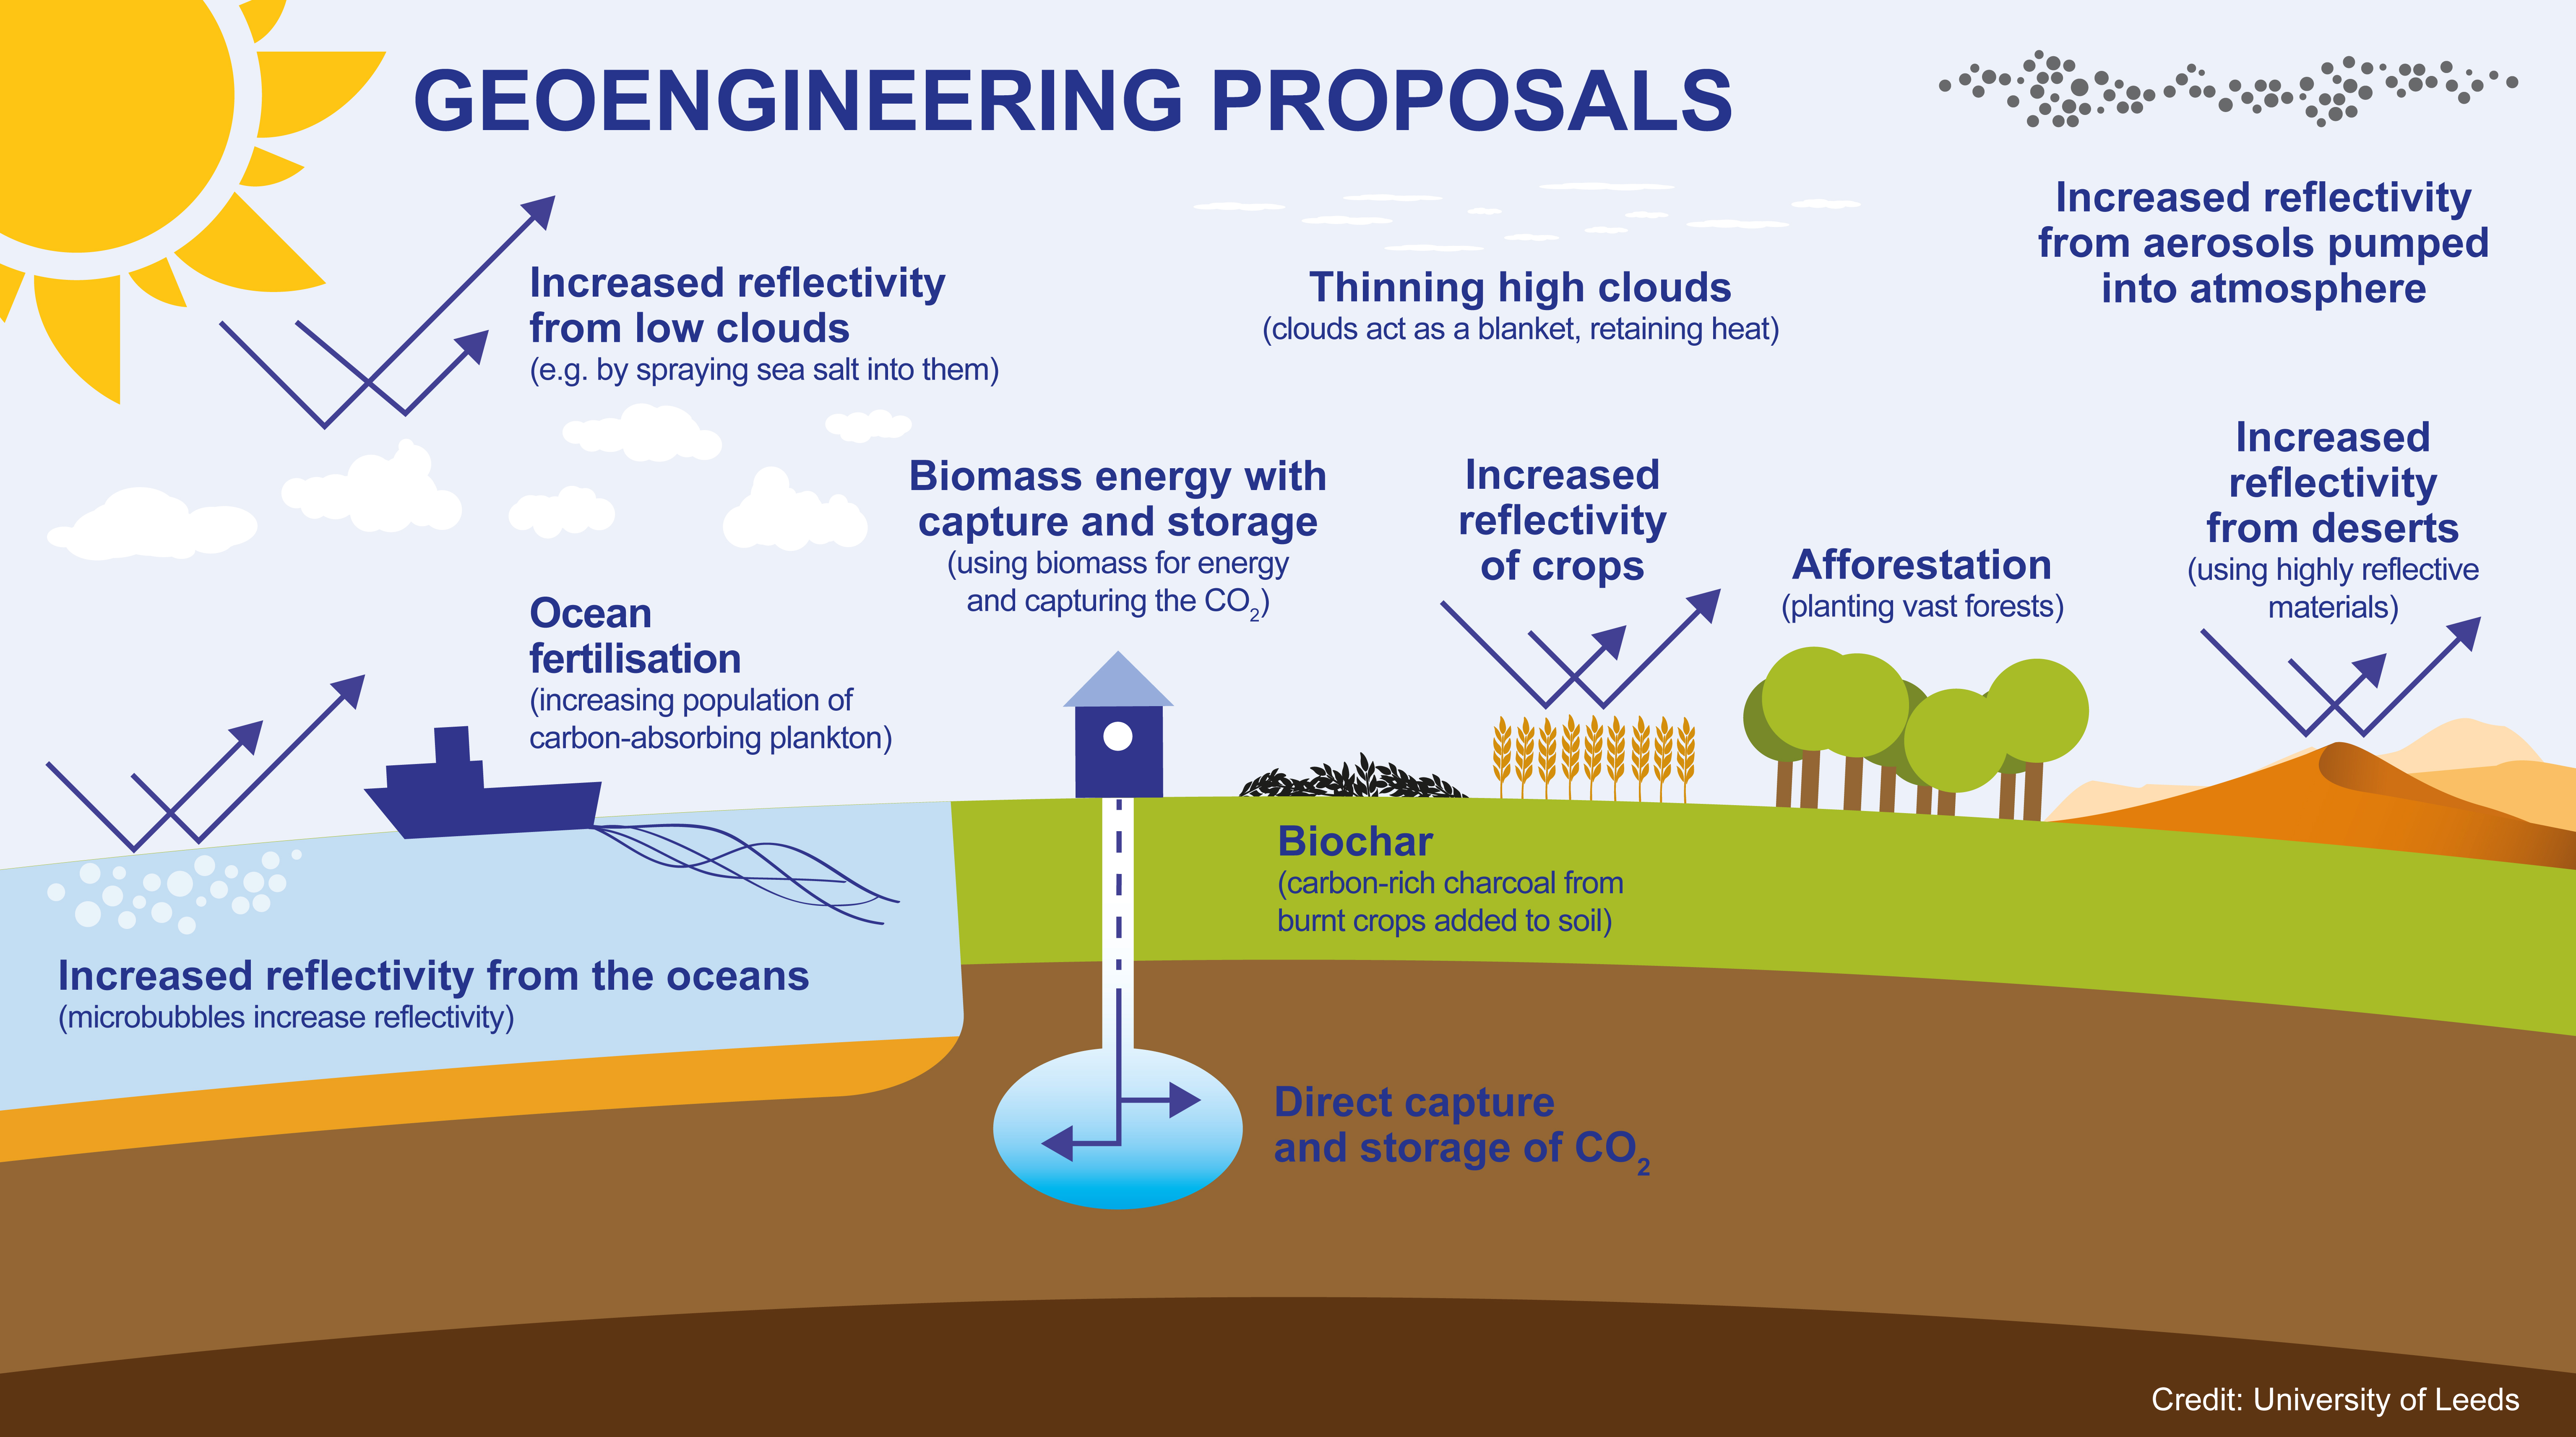 GEOENGINEERING PROPOSALS
Increased reflectivity
from low clouds
(e.g. by spraying sea salt into them)
Thinning high clouds
(clouds act as a blanket, retaining heat)
Increased reflectivity
from aerosols pumped
into atmosphere
Biomass energy with
capture and storage
(using biomass for energy
and capturing the CO₂)
Increased
reflectivity
of crops
Afforestation
(planting vast forests)
Increased
reflectivity
from deserts
(using highly reflective
materials)
Ocean
fertilisation
(increasing population of
carbon-absorbing plankton)
Increased reflectivity from the oceans
(microbubbles increase reflectivity)
Biochar
(carbon-rich charcoal from
burnt crops added to soil)
Direct capture
and storage of CO₂
Credit: University of Leeds